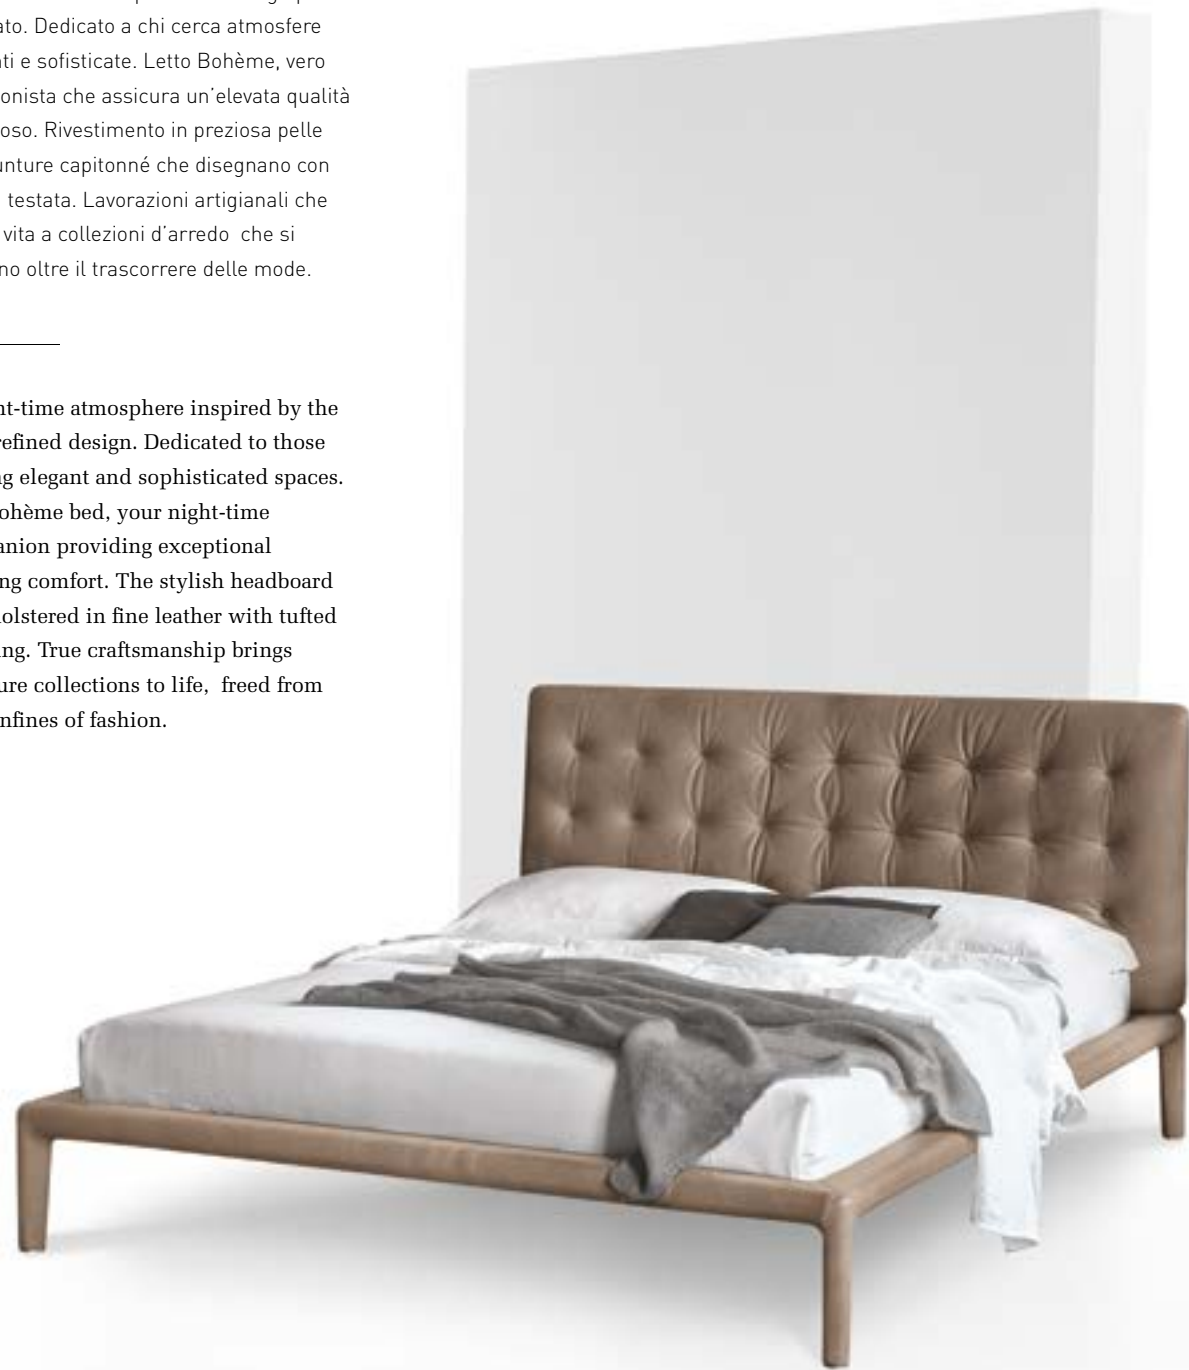 ato. Dedicato a chi cerca atmosfere
ti e sofisticate. Letto Bohème, vero
onista che assicura un’elevata qualità
oso. Rivestimento in preziosa pelle
unture capitonné che disegnano con
testata. Lavorazioni artigianali che
vita a collezioni d’arredo che si
no oltre il trascorrere delle mode.
ht-time atmosphere inspired by the
refined design. Dedicated to those
ng elegant and sophisticated spaces.
ohème bed, your night-time
anion providing exceptional
ng comfort. The stylish headboard
olstered in fine leather with tufted
ng. True craftsmanship brings
ure collections to life, freed from
nfines of fashion.